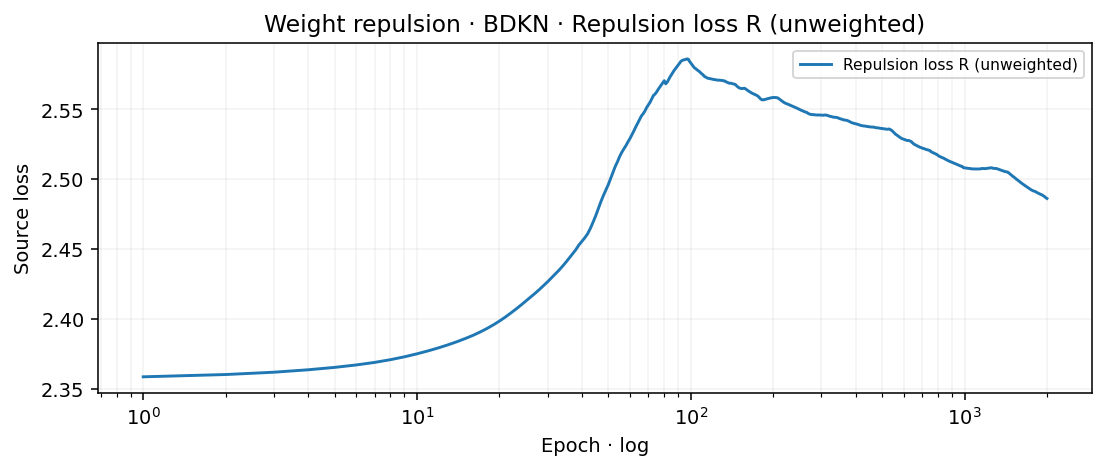 Weight repulsion · BDKN · Repulsion loss R (unweighted)
Repulsion loss R (unweighted)
Source loss
2.55
2.50
2.45
2.40
2.35
10⁰ 10¹ 10² 10³
Epoch · log